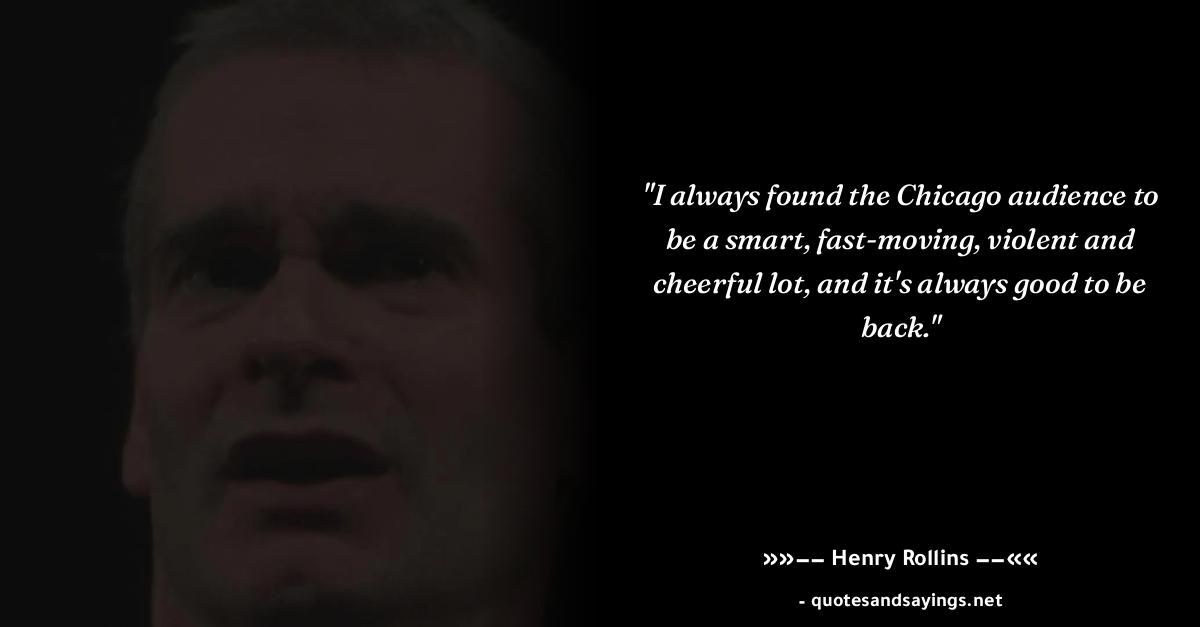 "I always found the Chicago audience to
be a smart, fast-moving, violent and
cheerful lot, and it's always good to be
back."
»»−− Henry Rollins −−««
- quotesandsayings.net